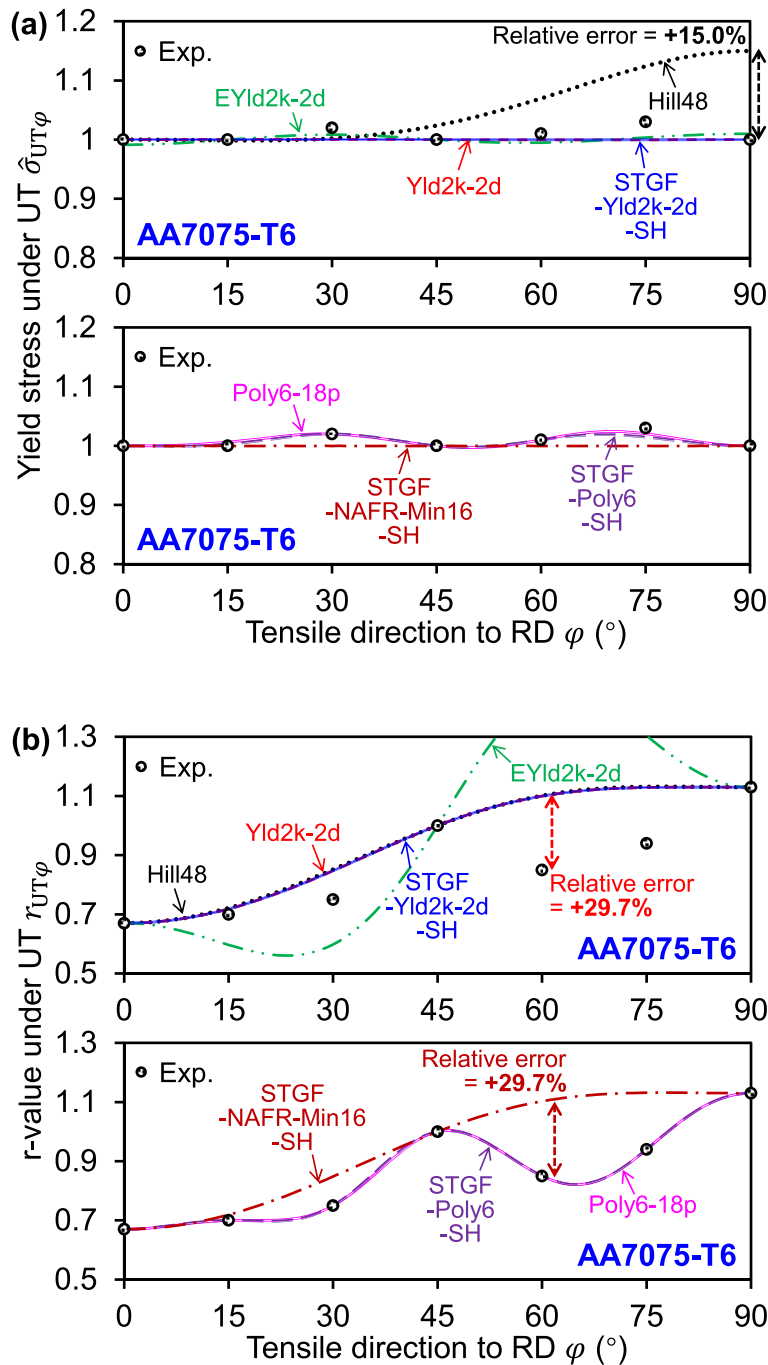 (a)
Yield stress under UT σ̂UTφ
1.2
1.1
1
0.9
0.8
Exp.
EYld2k-2d
Relative error = +15.0%
Hill48
Yld2k-2d
STGF
-Yld2k-2d
-SH
AA7075-T6
0 15 30 45 60 75 90
1.2
1.1
1
0.9
0.8
Exp.
Poly6-18p
STGF
-NAFR-Min16
-SH
STGF
-Poly6
-SH
AA7075-T6
0 15 30 45 60 75 90
Tensile direction to RD φ (°)
(b)
r-value under UT rUTφ
1.3
1.1
0.9
0.7
0.5
Exp.
EYld2k-2d
Yld2k-2d
Hill48
STGF
-Yld2k-2d
-SH
Relative error
= +29.7%
AA7075-T6
0 15 30 45 60 75 90
1.3
1.1
0.9
0.7
0.5
Exp.
STGF
-NAFR-Min16
-SH
Relative error
= +29.7%
STGF
-Poly6
-SH
Poly6-18p
AA7075-T6
0 15 30 45 60 75 90
Tensile direction to RD φ (°)